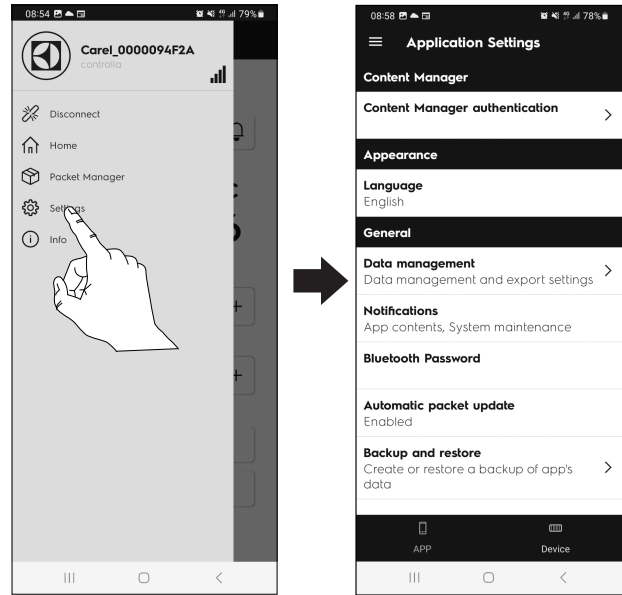 08:54 79%
Carel_0000094F2A
controlla
Disconnect
Home
Packet Manager
Settings
Info
08:58 78%
Application Settings
Content Manager
Content Manager authentication
Appearance
Language
English
General
Data management
Data management and export settings
Notifications
App contents, System maintenance
Bluetooth Password
Automatic packet update
Enabled
Backup and restore
Create or restore a backup of app's
data
APP Device